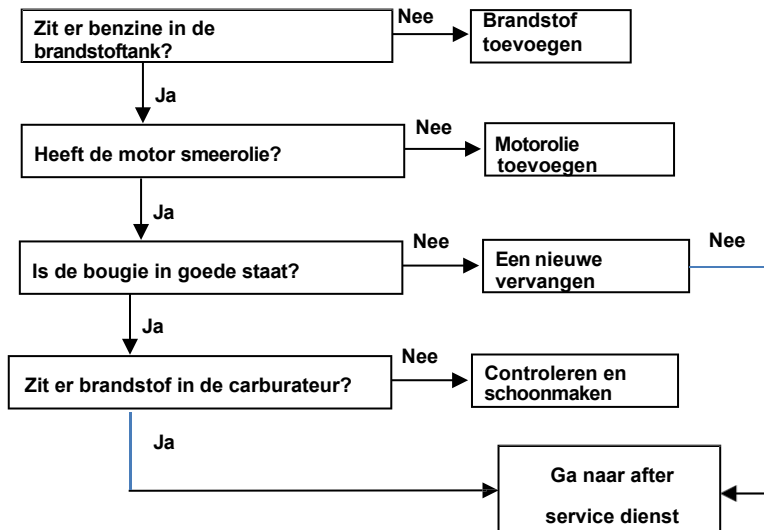 Zit er benzine in de
brandstoftank?
Nee
Brandstof
toevoegen
Ja
Heeft de motor smeerolie?
Nee
Motorolie
toevoegen
Ja
Is de bougie in goede staat?
Nee
Een nieuwe
vervangen
Nee
Ja
Zit er brandstof in de carburateur?
Nee
Controleren en
schoonmaken
Ja
Ga naar after
service dienst